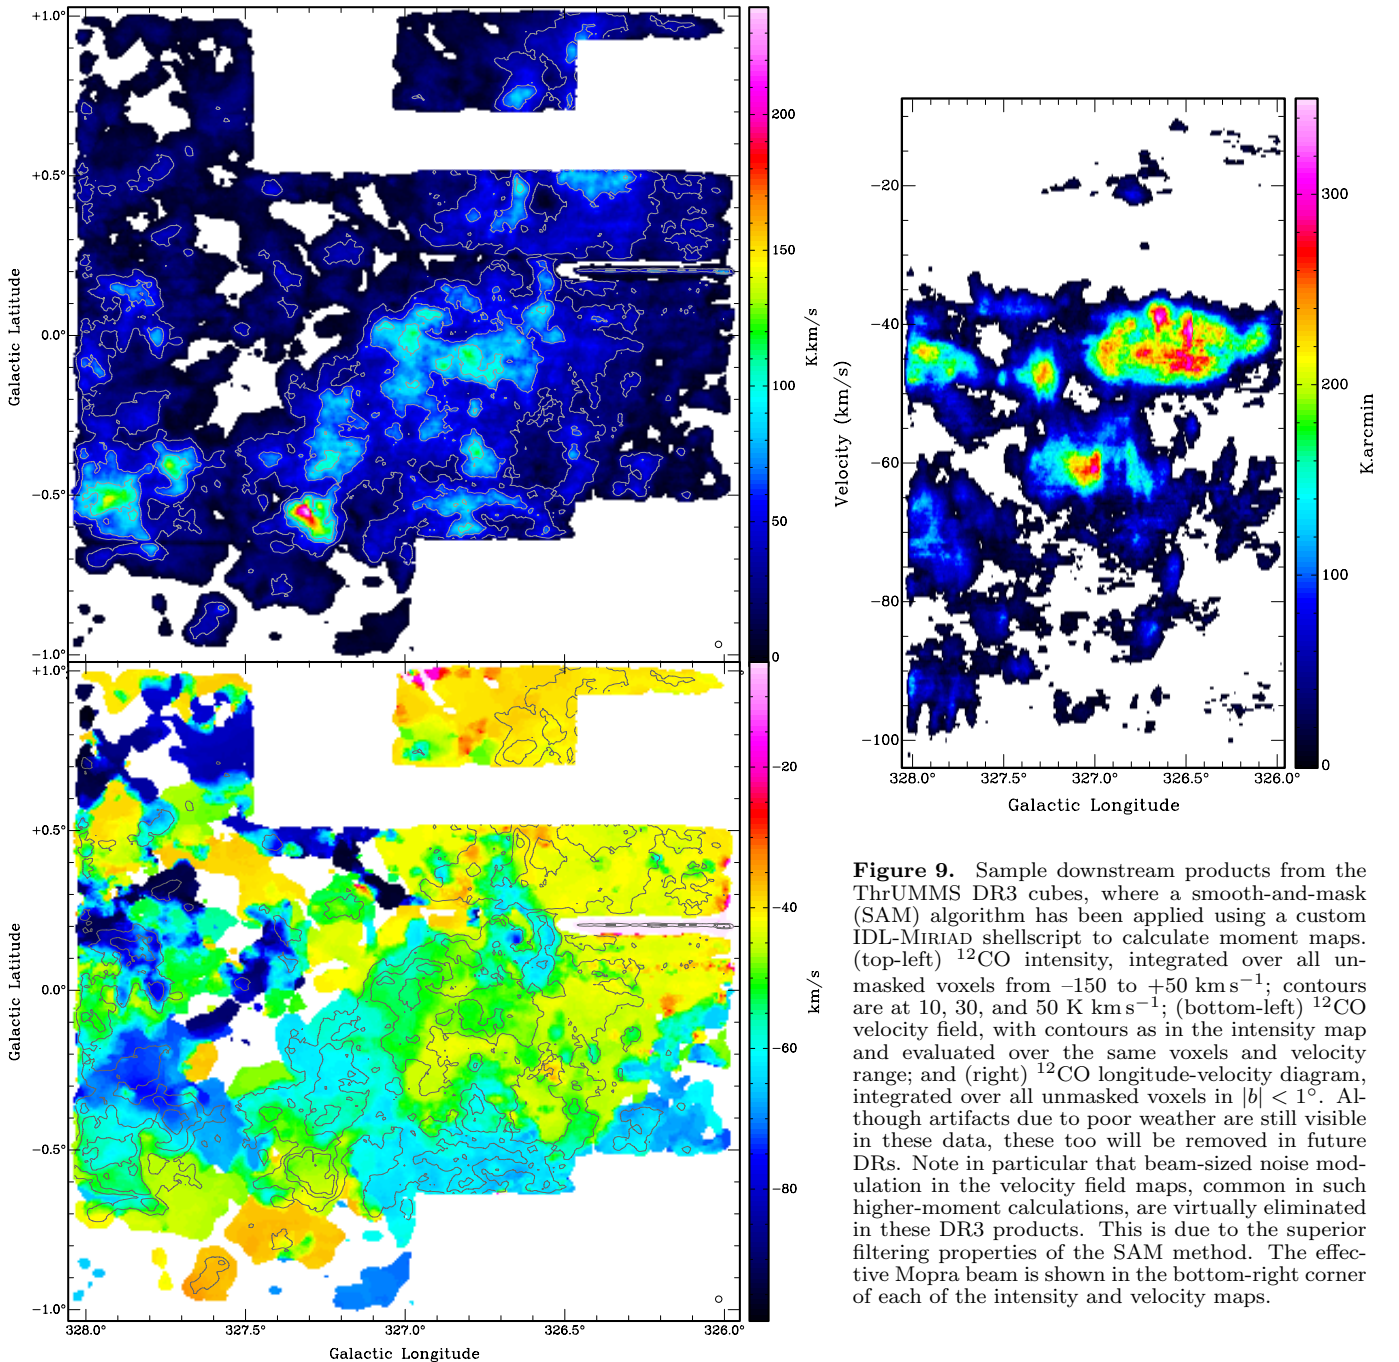 +1.0°
+0.5°
0.0°
−0.5°
−1.0°
Galactic Latitude
200
150
100
50
0
K.km/s
+1.0°
+0.5°
0.0°
−0.5°
−1.0°
Galactic Latitude
328.0°
327.5°
327.0°
326.5°
326.0°
Galactic Longitude
−20
−40
−60
−80
km/s
−20
−40
−60
−80
−100
Velocity (km/s)
328.0°
327.5°
327.0°
326.5°
326.0°
Galactic Longitude
300
200
100
0
K.arcmin
Figure 9. Sample downstream products from the
ThrUMMS DR3 cubes, where a smooth-and-mask
(SAM) algorithm has been applied using a custom
IDL-MIRIAD shellscript to calculate moment maps.
(top-left) ¹²CO intensity, integrated over all un-
masked voxels from –150 to +50 km s⁻¹; contours
are at 10, 30, and 50 K km s⁻¹; (bottom-left) ¹²CO
velocity field, with contours as in the intensity map
and evaluated over the same voxels and velocity
range; and (right) ¹²CO longitude-velocity diagram,
integrated over all unmasked voxels in |b| < 1°. Al-
though artifacts due to poor weather are still visible
in these data, these too will be removed in future
DRs. Note in particular that beam-sized noise mod-
ulation in the velocity field maps, common in such
higher-moment calculations, are virtually eliminated
in these DR3 products. This is due to the superior
filtering properties of the SAM method. The effec-
tive Mopra beam is shown in the bottom-right corner
of each of the intensity and velocity maps.